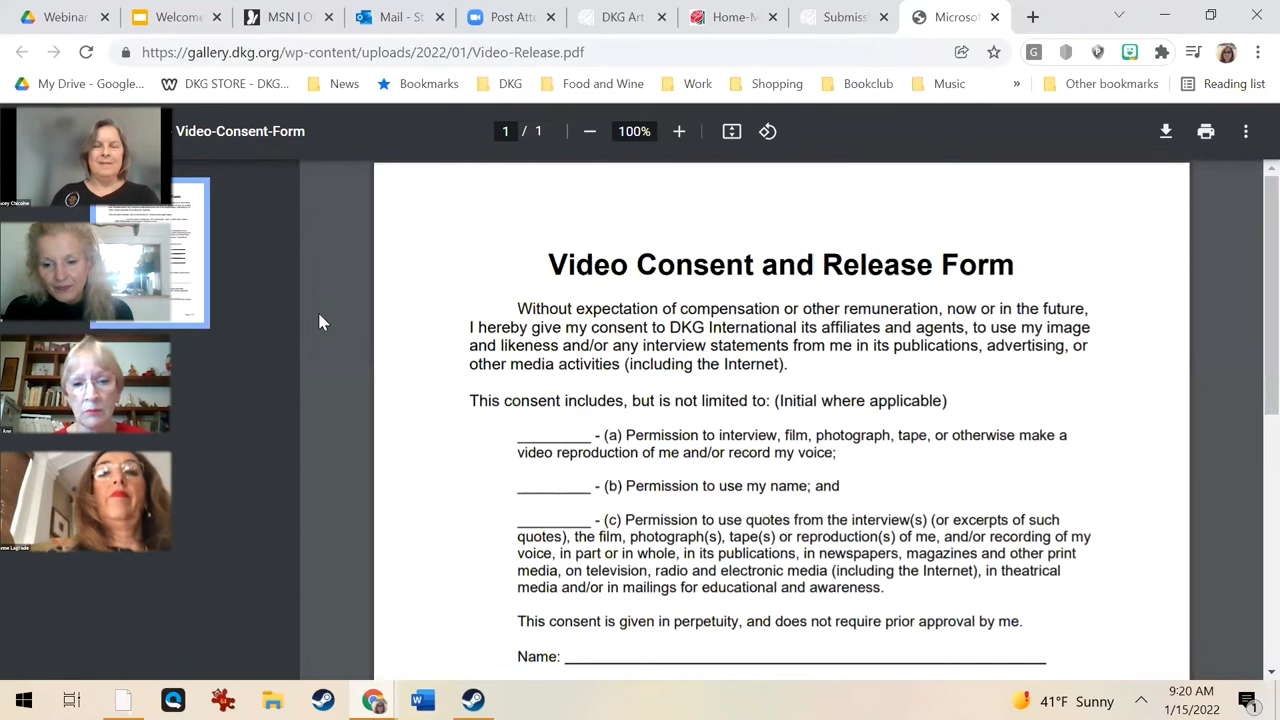 Webinar
Welcome
MSN | O
Mail - St
Post Atte
DKG Art
Home-M
Submiss
Microsof
https://gallery.dkg.org/wp-content/uploads/2022/01/Video-Release.pdf
My Drive - Google...
DKG STORE - DKG...
News
Bookmarks
DKG
Food and Wine
Work
Shopping
Bookclub
Music
»
Other bookmarks
Reading list
Video-Consent-Form
1 / 1
100%
Video Consent and Release Form
Without expectation of compensation or other remuneration, now or in the future,
I hereby give my consent to DKG International its affiliates and agents, to use my image
and likeness and/or any interview statements from me in its publications, advertising, or
other media activities (including the Internet).
This consent includes, but is not limited to: (Initial where applicable)
_________ - (a) Permission to interview, film, photograph, tape, or otherwise make a
video reproduction of me and/or record my voice;
_________ - (b) Permission to use my name; and
_________ - (c) Permission to use quotes from the interview(s) (or excerpts of such
quotes), the film, photograph(s), tape(s) or reproduction(s) of me, and/or recording of my
voice, in part or in whole, in its publications, in newspapers, magazines and other print
media, on television, radio and electronic media (including the Internet), in theatrical
media and/or in mailings for educational and awareness.
This consent is given in perpetuity, and does not require prior approval by me.
Name:
cey Chicoine
Ann
nne Lagrade
41°F Sunny
9:20 AM
1/15/2022
1